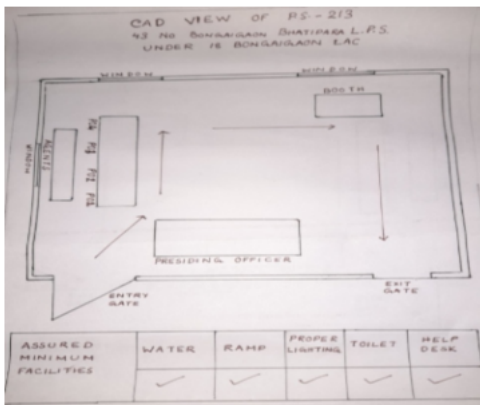 CAD VIEW OF PS.-213
43 NO BONGAIGAON BHATIPARA L.P.S.
UNDER 18 BONGAIGAON LAC
WINDOW
WINDOW
BOOTH
WINDOW
AGENTS
PRESIDING OFFICER
ENTRY
GATE
EXIT
GATE
ASSURED
MINIMUM
FACILITIES
WATER
RAMP
PROPER
LIGHTING
TOILET
HELP
DESK